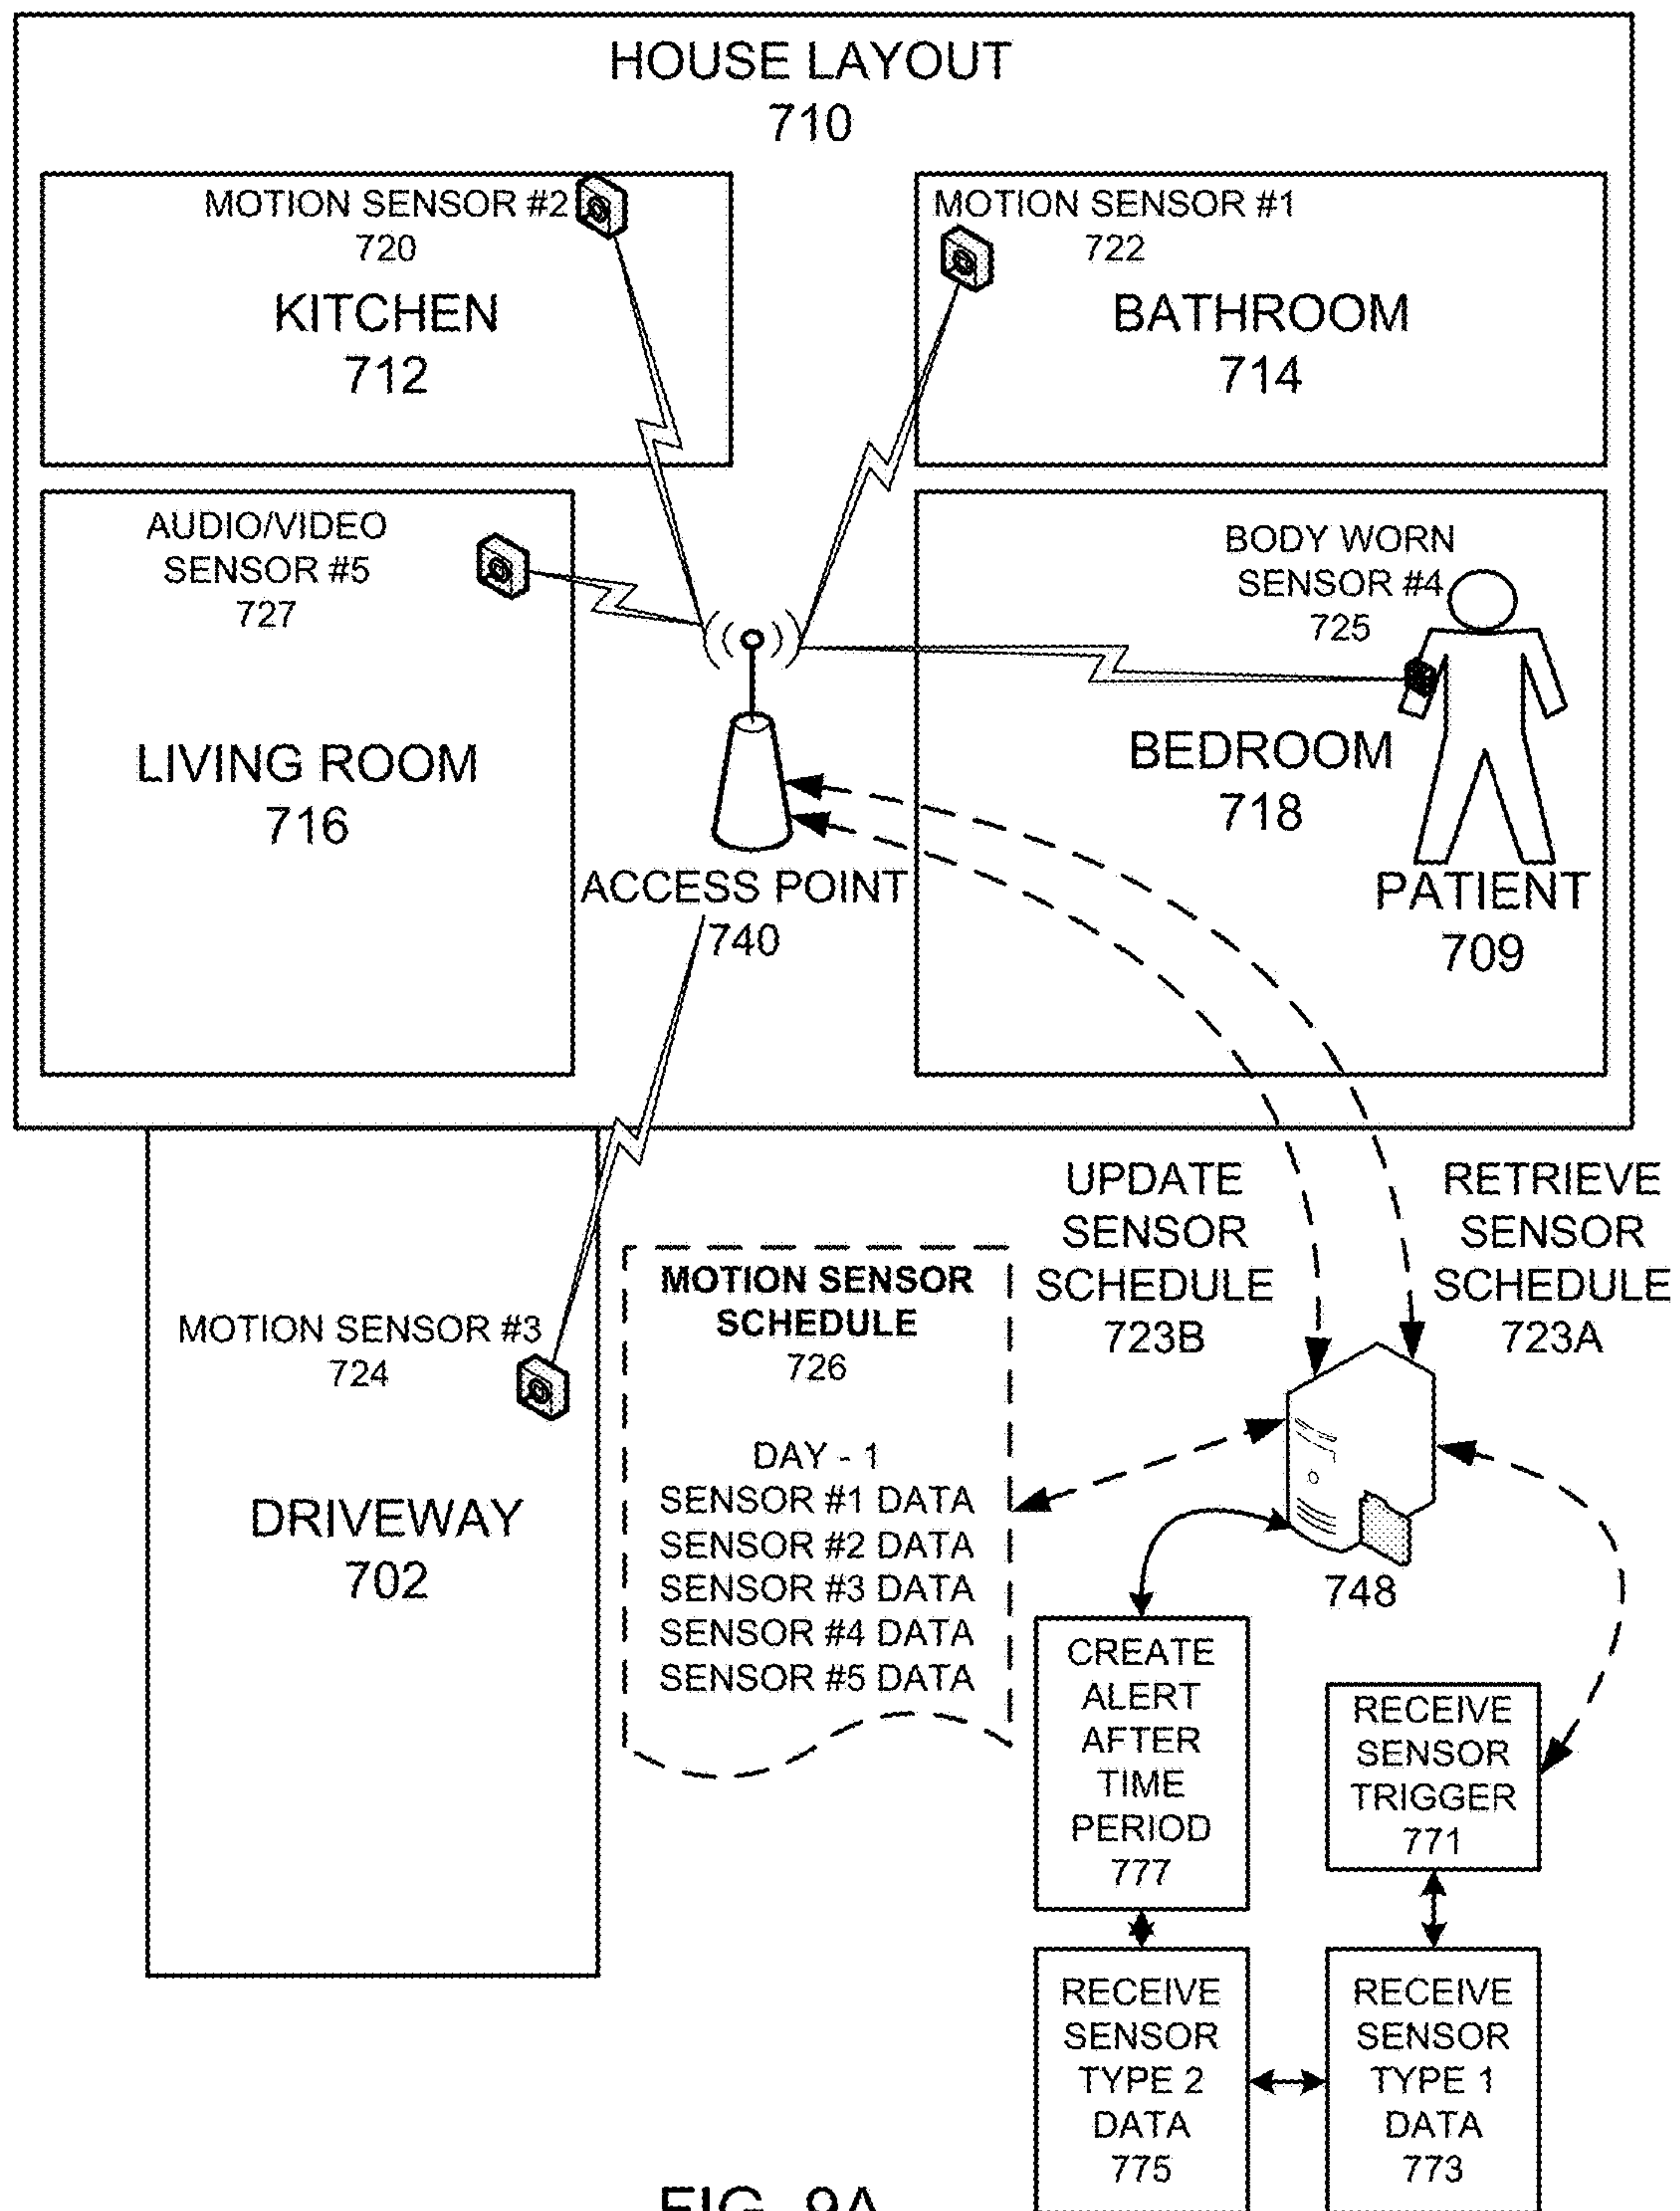 HOUSE LAYOUT
710
MOTION SENSOR #2
720
KITCHEN
712
MOTION SENSOR #1
722
BATHROOM
714
AUDIO/VIDEO
SENSOR #5
727
LIVING ROOM
716
BODY WORN
SENSOR #4
725
BEDROOM
718
PATIENT
709
ACCESS POINT
740
MOTION SENSOR #3
724
DRIVEWAY
702
MOTION SENSOR
SCHEDULE
726
DAY - 1
SENSOR #1 DATA
SENSOR #2 DATA
SENSOR #3 DATA
SENSOR #4 DATA
SENSOR #5 DATA
UPDATE
SENSOR
SCHEDULE
723B
RETRIEVE
SENSOR
SCHEDULE
723A
748
CREATE
ALERT
AFTER
TIME
PERIOD
777
RECEIVE
SENSOR
TRIGGER
771
RECEIVE
SENSOR
TYPE 2
DATA
775
RECEIVE
SENSOR
TYPE 1
DATA
773
FIG. 9A